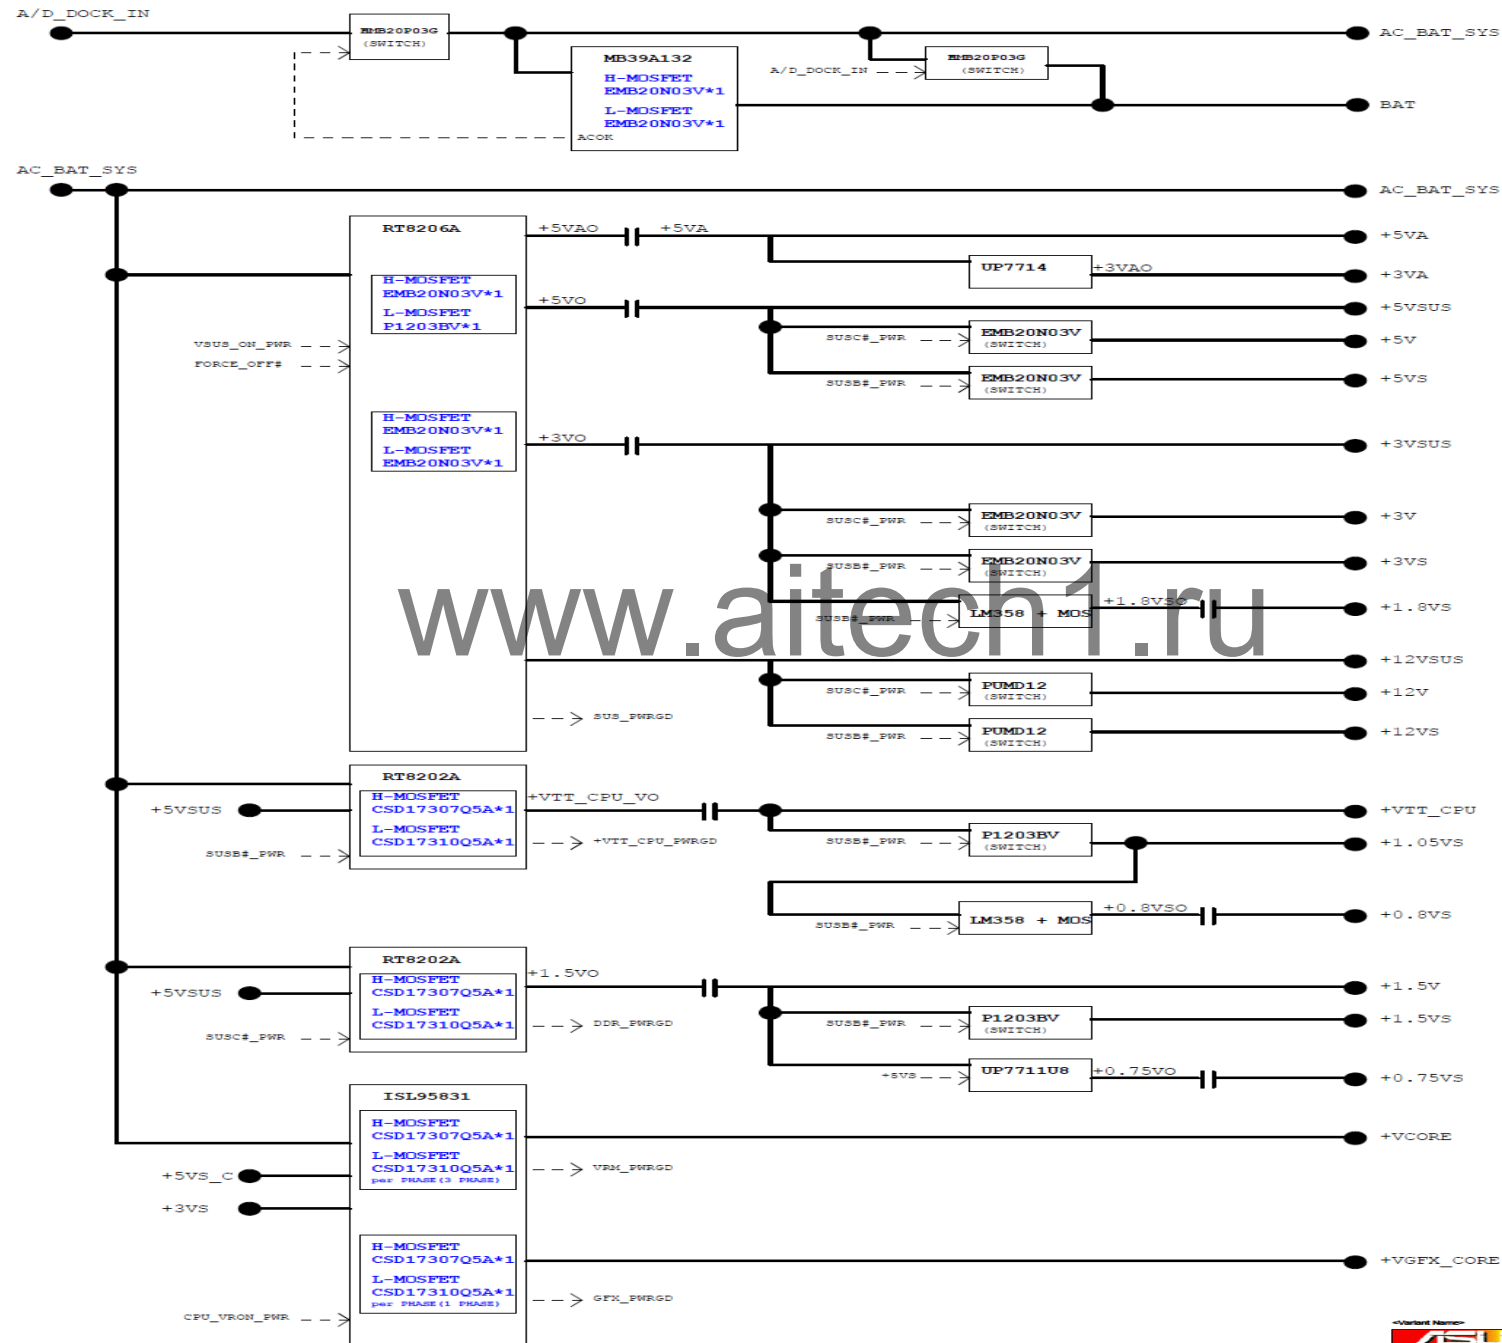 A/D_DOCK_IN
EMB20P03G
(SWITCH)
AC_BAT_SYS
MB39A132
H-MOSFET
EMB20N03V*1
L-MOSFET
EMB20N03V*1
ACOK
A/D_DOCK_IN
EMB20P03G
(SWITCH)
BAT
AC_BAT_SYS
AC_BAT_SYS
RT8206A
+5VAO
+5VA
+5VA
UP7714
+3VAO
+3VA
H-MOSFET
EMB20N03V*1
L-MOSFET
P1203BV*1
+5VO
+5VSUS
VSUS_ON_PWR
FORCE_OFF#
SUSC#_PWR
EMB20N03V
(SWITCH)
+5V
SUSB#_PWR
EMB20N03V
(SWITCH)
+5VS
H-MOSFET
EMB20N03V*1
L-MOSFET
EMB20N03V*1
+3VO
+3VSUS
SUSC#_PWR
EMB20N03V
(SWITCH)
+3V
SUSB#_PWR
EMB20N03V
(SWITCH)
+3VS
www.aitech1.ru
SUSB#_PWR
LM358 + MOS
+1.8VSO
+1.8VS
+12VSUS
SUSC#_PWR
PUMD12
(SWITCH)
+12V
SUS_PWRGD
SUSB#_PWR
PUMD12
(SWITCH)
+12VS
RT8202A
+5VSUS
H-MOSFET
CSD17307Q5A*1
L-MOSFET
CSD17310Q5A*1
+VTT_CPU_VO
+VTT_CPU
SUSB#_PWR
+VTT_CPU_PWRGD
SUSB#_PWR
P1203BV
(SWITCH)
+1.05VS
SUSB#_PWR
LM358 + MOS
+0.8VSO
+0.8VS
RT8202A
+5VSUS
H-MOSFET
CSD17307Q5A*1
L-MOSFET
CSD17310Q5A*1
+1.5VO
+1.5V
SUSC#_PWR
DDR_PWRGD
SUSB#_PWR
P1203BV
(SWITCH)
+1.5VS
+5VS
UP7711U8
+0.75VO
+0.75VS
ISL95831
H-MOSFET
CSD17307Q5A*1
L-MOSFET
CSD17310Q5A*1
per PHASE(3 PHASE)
+VCORE
+5VS_C
VRM_PWRGD
+3VS
H-MOSFET
CSD17307Q5A*1
L-MOSFET
CSD17310Q5A*1
per PHASE(1 PHASE)
+VGFX_CORE
GFX_PWRGD
CPU_VRON_PWR
<Variant Name>